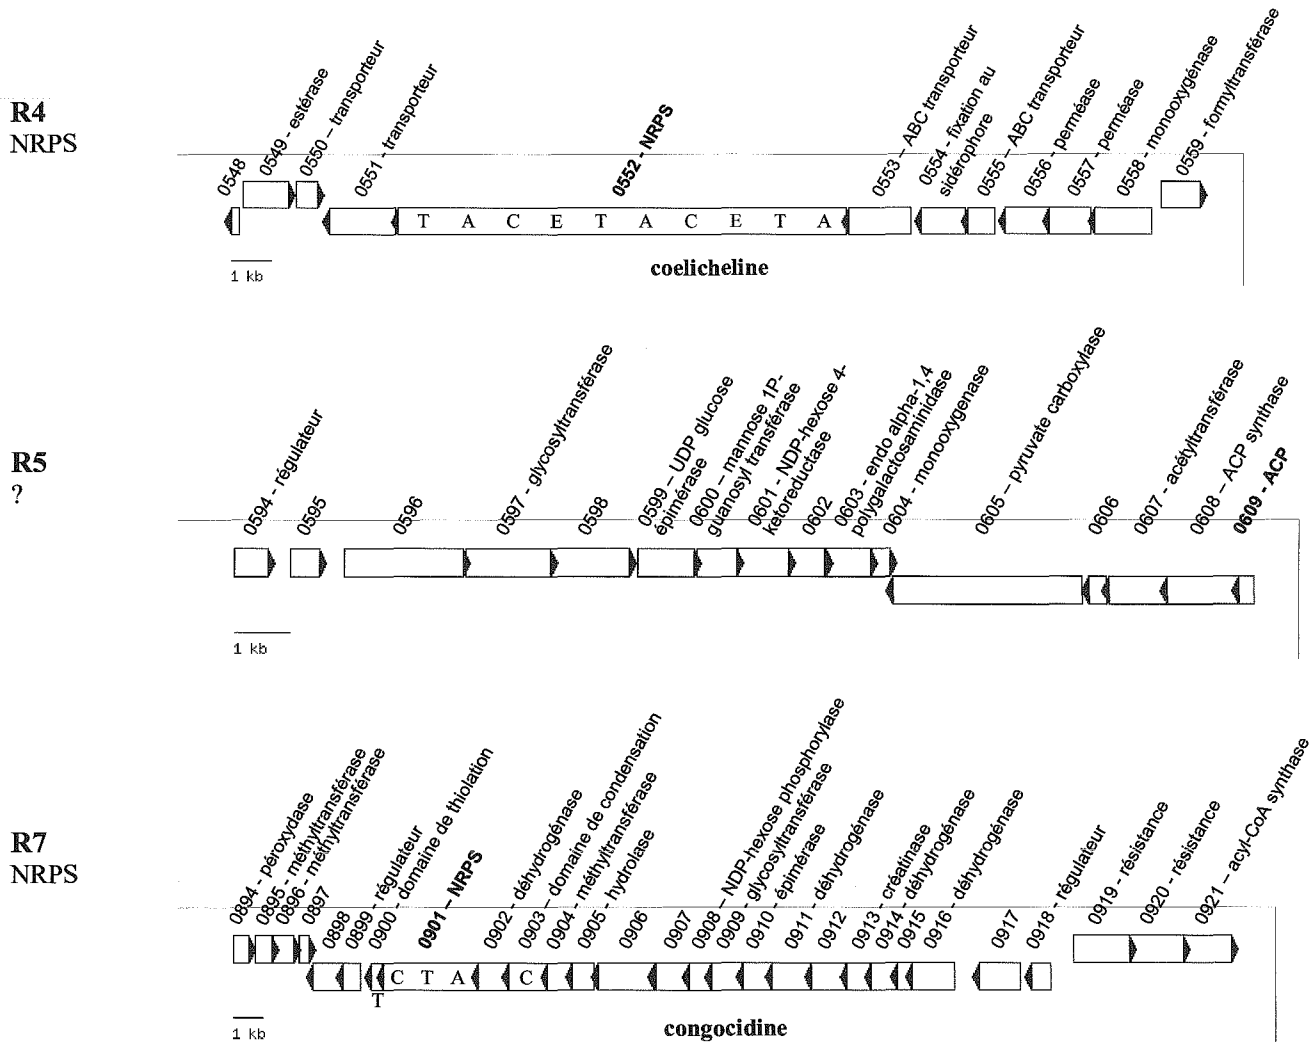 R4
NRPS
0548
0549 - estérase
0550 - transporteur
0551 - transporteur
0552 - NRPS
0553 – ABC transporteur
0554 - fixation au
sidérophore
0555 – ABC transporteur
0556 - perméase
0557 - perméase
0558 - monooxygénase
0559 - formyltransférase
T A C E T A C E T A
1 kb
coelicheline
R5
?
0594 - régulateur
0595
0596
0597 - glycosyltransférase
0598
0599 – UDP glucose
épimérase
0600 – mannose 1P-
guanosyl transférase
0601 - NDP-hexose 4-
ketoreductase
0602
0603 - endo alpha-1,4
polygalactosaminidase
0604 - monooxygenase
0605 – pyruvate carboxylase
0606
0607 - acétyltransférase
0608 – ACP synthase
0609 - ACP
1 kb
R7
NRPS
0894 - péroxydase
0895 - méthyltransférase
0896 - méthyltransférase
0897
0898
0899 - régulateur
0900 - domaine de thiolation
0901 – NRPS
0902 - déhydrogénase
0903 - domaine de condensation
0904 - méthyltransférase
0905 - hydrolase
0906
0907
0908 – NDP-hexose phosphorylase
0909 - glycosyltransférase
0910 - épimérase
0911 - déhydrogénase
0912
0913 - créatinase
0914 - déhydrogénase
0915
0916 - déhydrogénase
0917
0918 - régulateur
0919 - résistance
0920 - résistance
0921 – acyl-CoA synthase
C T A C
T
1 kb
congocidine